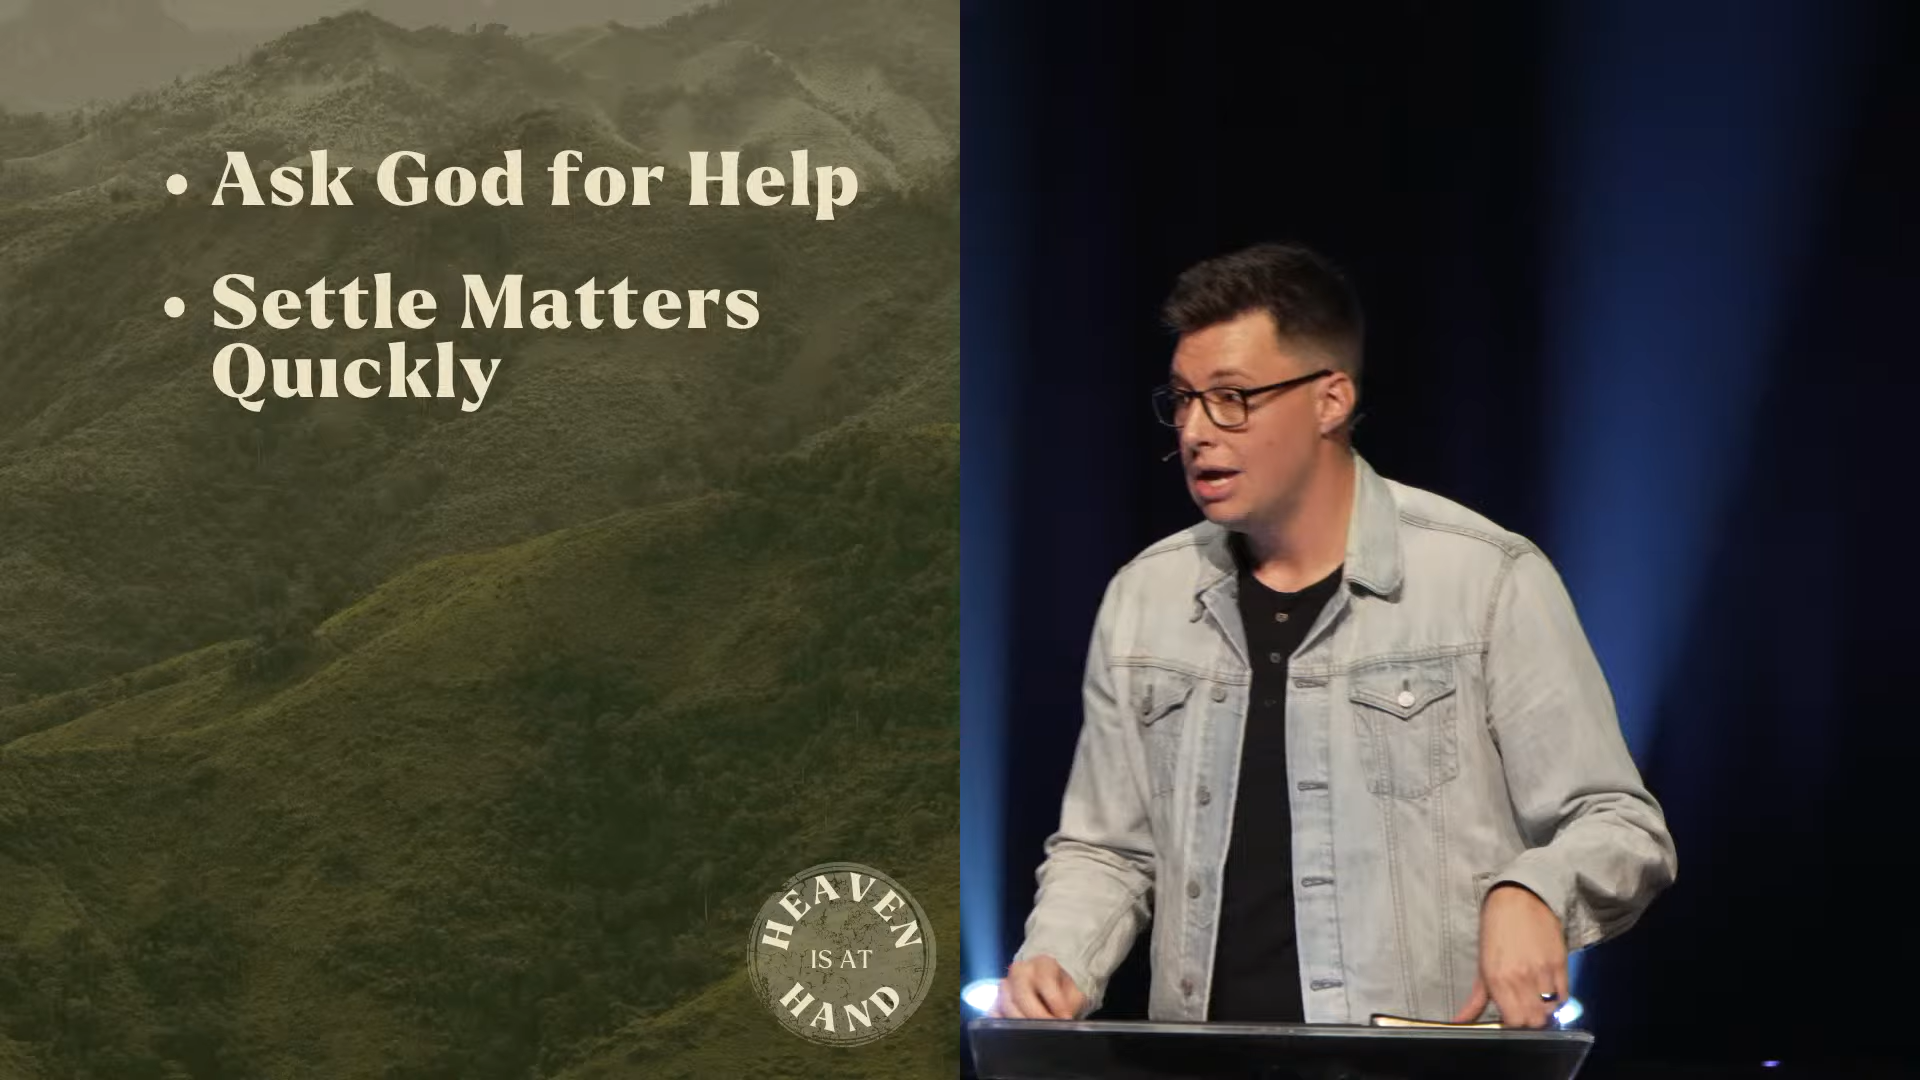 • Ask God for Help
• Settle Matters
Quickly
HEAVEN
IS AT
HAND